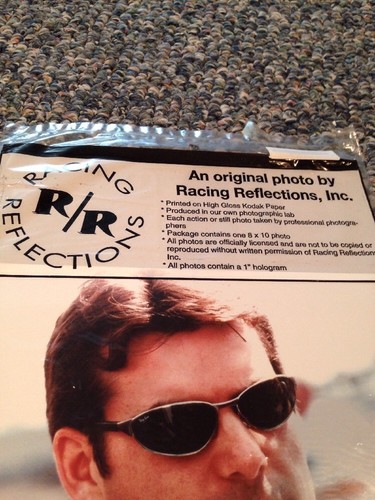 RACING
R/R
REFLECTIONS
An original photo by
Racing Reflections, Inc.
* Printed on High Gloss Kodak Paper
* Produced in our own photographic lab
* Each action or still photo taken by professional photogra-
phers
* Package contains one 8 x 10 photo
* All photos are officially licensed and are not to be copied or
reproduced without written permission of Racing Reflections
Inc.
* All photos contain a 1" hologram